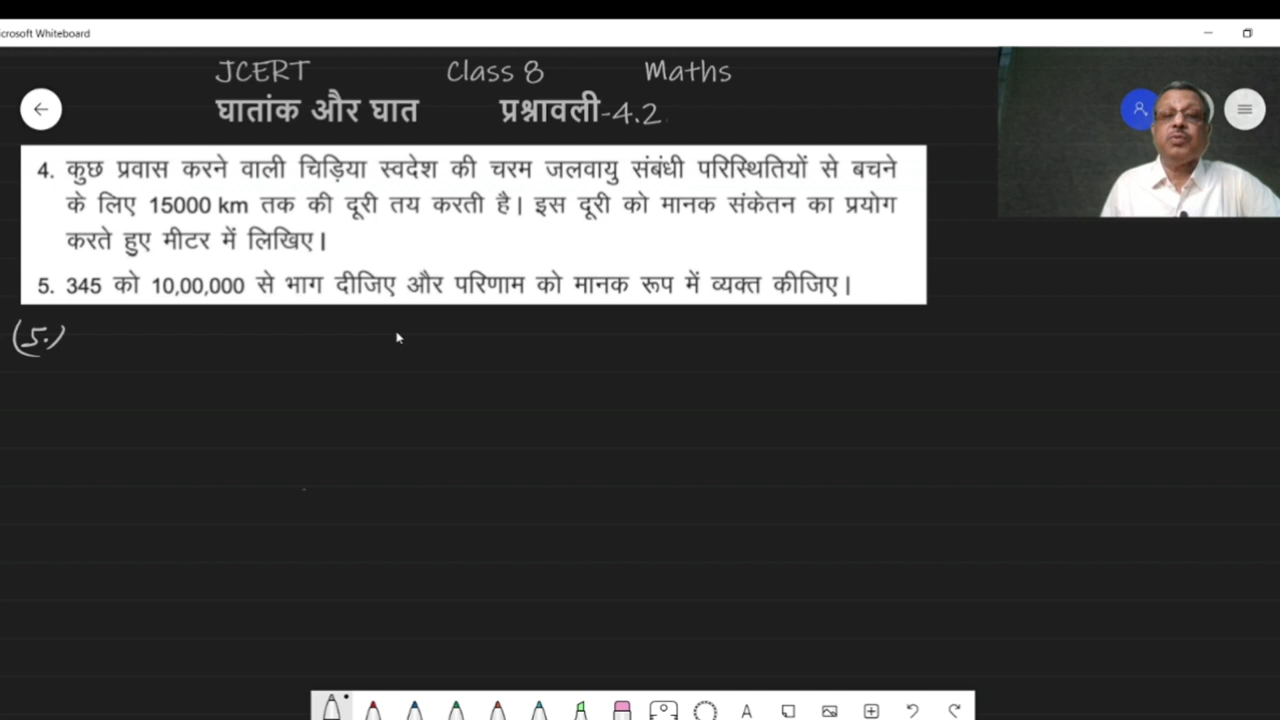 crosoft Whiteboard
JCERT Class 8 Maths
घातांक और घात प्रश्नावली-4.2
4. कुछ प्रवास करने वाली चिड़िया स्वदेश की चरम जलवायु संबंधी परिस्थितियों से बचने
के लिए 15000 km तक की दूरी तय करती है। इस दूरी को मानक संकेतन का प्रयोग
करते हुए मीटर में लिखिए।
5. 345 को 10,00,000 से भाग दीजिए और परिणाम को मानक रूप में व्यक्त कीजिए।
(5.)
A